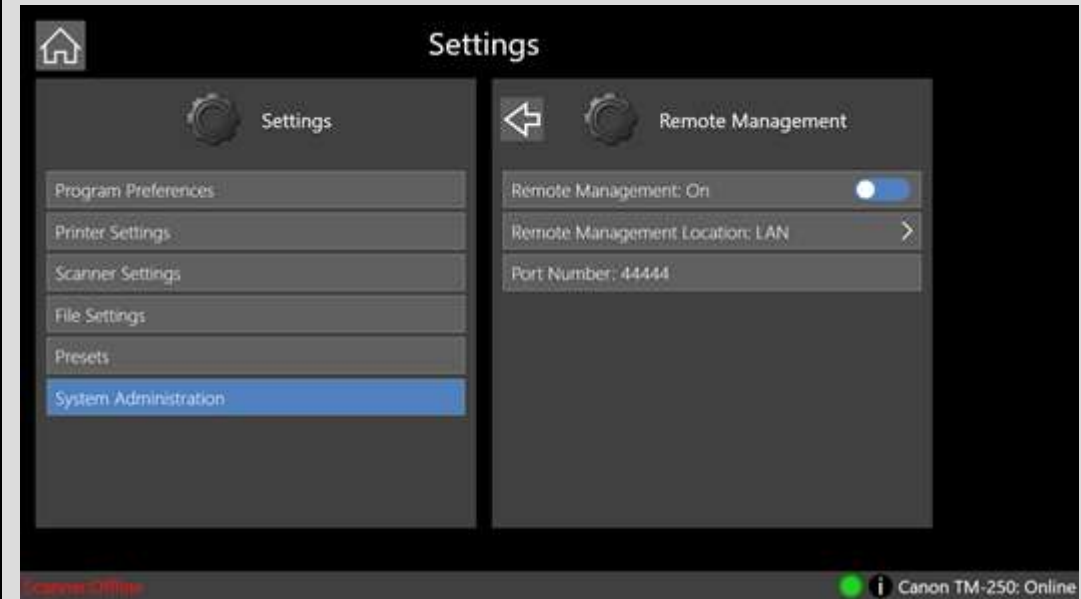 Settings
Settings
Program Preferences
Printer Settings
Scanner Settings
File Settings
Presets
System Administration
Remote Management
Remote Management: On
Remote Management Location: LAN
Port Number: 44444
Scanner:Offline
i Canon TM-250: Online